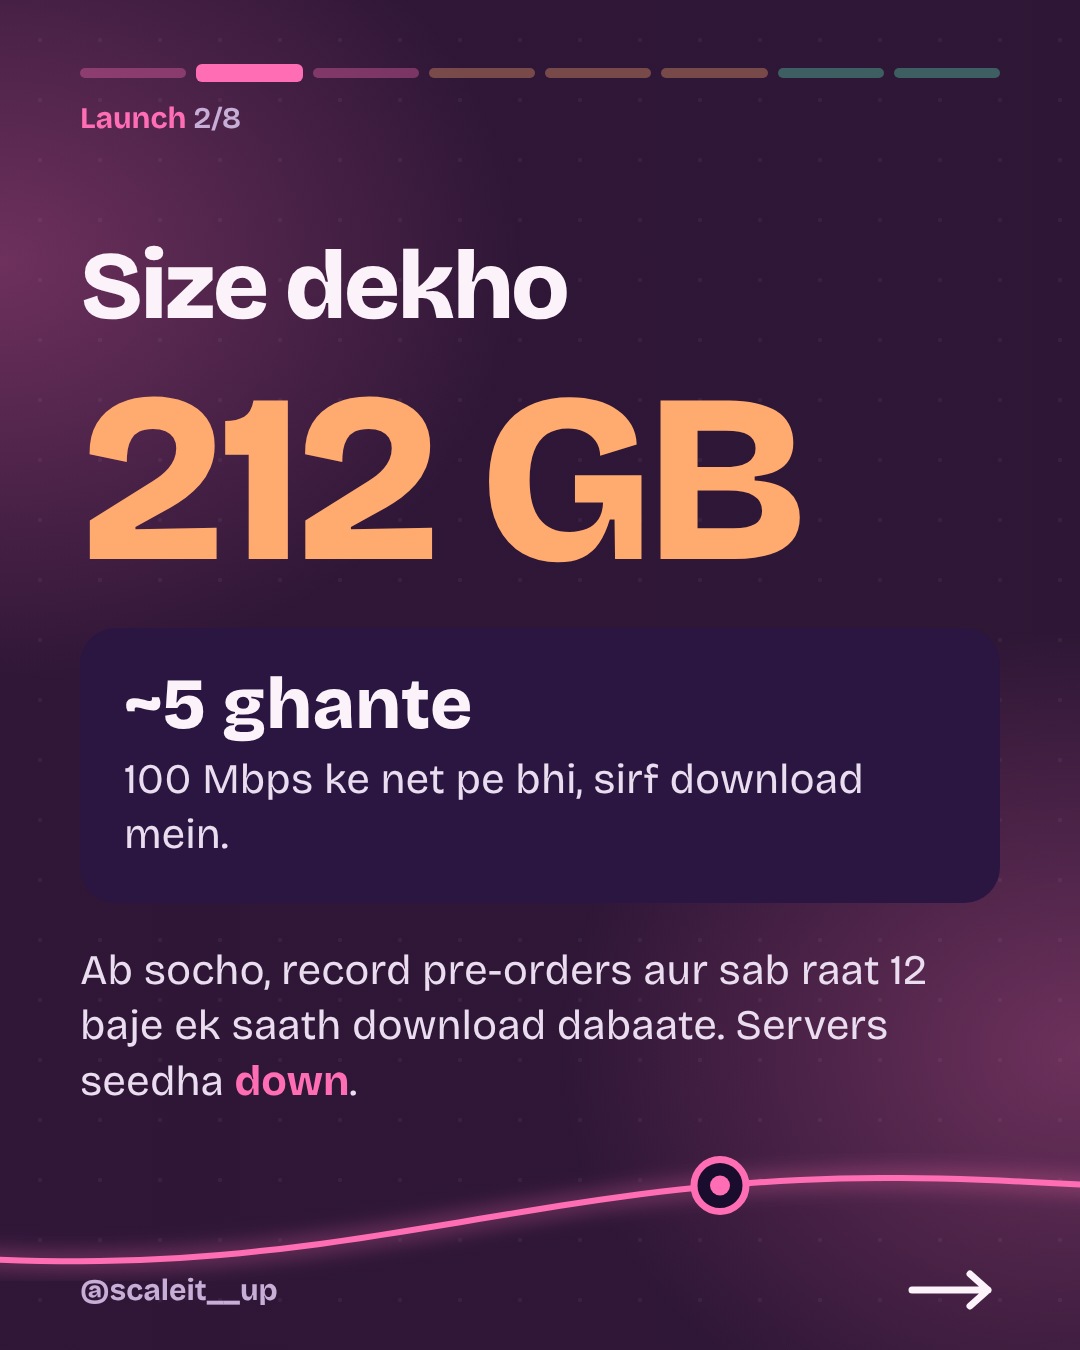 Launch 2/8
Size dekho
212 GB
~5 ghante
100 Mbps ke net pe bhi, sirf download
mein.
Ab socho, record pre-orders aur sab raat 12
baje ek saath download dabaate. Servers
seedha down.
@scaleit__up